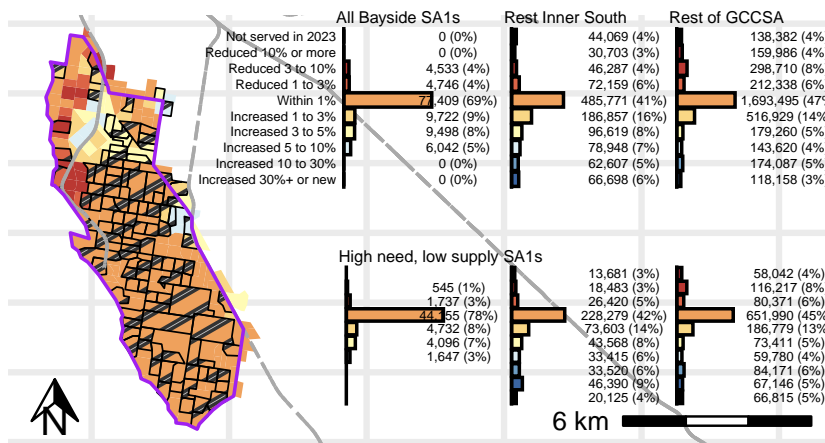 All Bayside SA1s Rest Inner South Rest of GCCSA
Not served in 2023 0 (0%) 44,069 (4%) 138,382 (4%
Reduced 10% or more 0 (0%) 30,703 (3%) 159,986 (4%
Reduced 3 to 10% 4,533 (4%) 46,287 (4%) 298,710 (8%
Reduced 1 to 3% 4,746 (4%) 72,159 (6%) 212,338 (6%
Within 1% 77,409 (69%) 485,771 (41%) 1,693,495 (47%
Increased 1 to 3% 9,722 (9%) 186,857 (16%) 516,929 (14%
Increased 3 to 5% 9,498 (8%) 96,619 (8%) 179,260 (5%
Increased 5 to 10% 6,042 (5%) 78,948 (7%) 143,620 (4%
Increased 10 to 30% 0 (0%) 62,607 (5%) 174,087 (5%
Increased 30%+ or new 0 (0%) 66,698 (6%) 118,158 (3%
High need, low supply SA1s
13,681 (3%) 58,042 (4%)
545 (1%) 18,483 (3%) 116,217 (8%)
1,737 (3%) 26,420 (5%) 80,371 (6%)
44,155 (78%) 228,279 (42%) 651,990 (45%
4,732 (8%) 73,603 (14%) 186,779 (13%
4,096 (7%) 43,568 (8%) 73,411 (5%)
1,647 (3%) 33,415 (6%) 59,780 (4%)
33,520 (6%) 84,171 (6%)
46,390 (9%) 67,146 (5%)
20,125 (4%) 66,815 (5%)
N 6 km